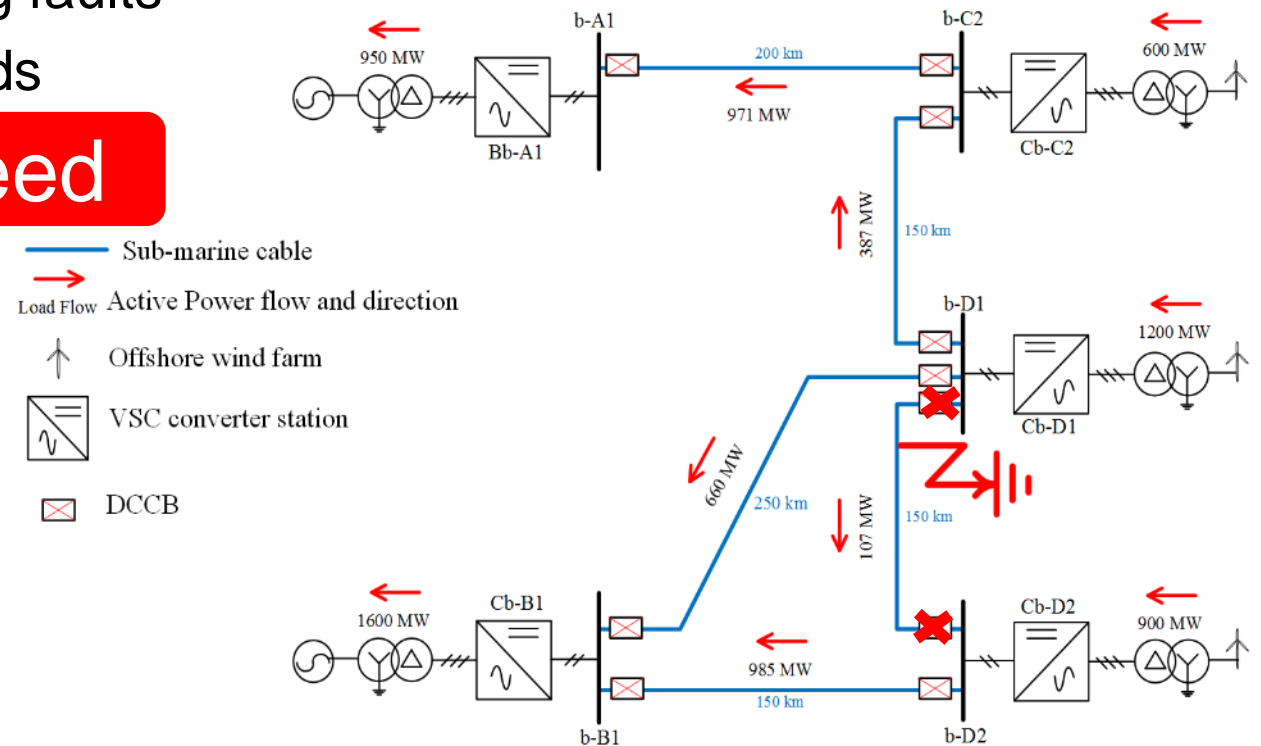 b-A1
b-C2
950 MW
200 km
600 MW
971 MW
Bb-A1
Cb-C2
Sub-marine cable
Load Flow Active Power flow and direction
Offshore wind farm
VSC converter station
DCCB
387 MW
150 km
b-D1
1200 MW
Cb-D1
660 MW
250 km
107 MW
150 km
Cb-B1
1600 MW
985 MW
150 km
Cb-D2
900 MW
b-B1
b-D2